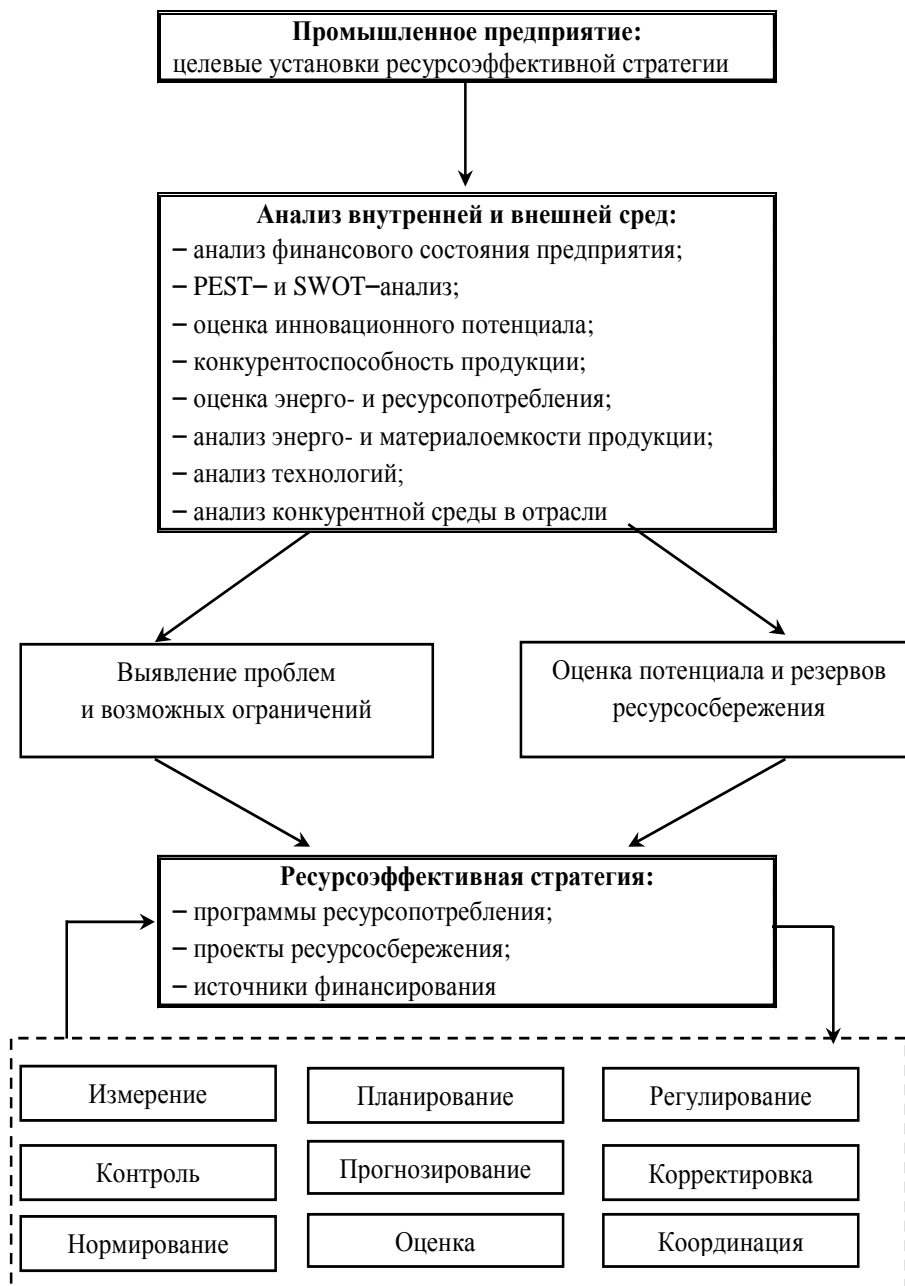 Промышленное предприятие:
целевые установки ресурсоэффективной стратегии
Анализ внутренней и внешней сред:
– анализ финансового состояния предприятия;
– PEST– и SWOT–анализ;
– оценка инновационного потенциала;
– конкурентоспособность продукции;
– оценка энерго- и ресурсопотребления;
– анализ энерго- и материалоемкости продукции;
– анализ технологий;
– анализ конкурентной среды в отрасли
Выявление проблем
и возможных ограничений
Оценка потенциала и резервов
ресурсосбережения
Ресурсоэффективная стратегия:
– программы ресурсопотребления;
– проекты ресурсосбережения;
– источники финансирования
Измерение
Планирование
Регулирование
Контроль
Прогнозирование
Корректировка
Нормирование
Оценка
Координация